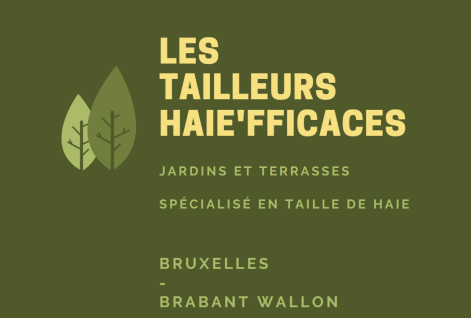 LES
TAILLEURS
HAIE'FFICACES
JARDINS ET TERRASSES
SPÉCIALISÉ EN TAILLE DE HAIE
BRUXELLES
-
BRABANT WALLON